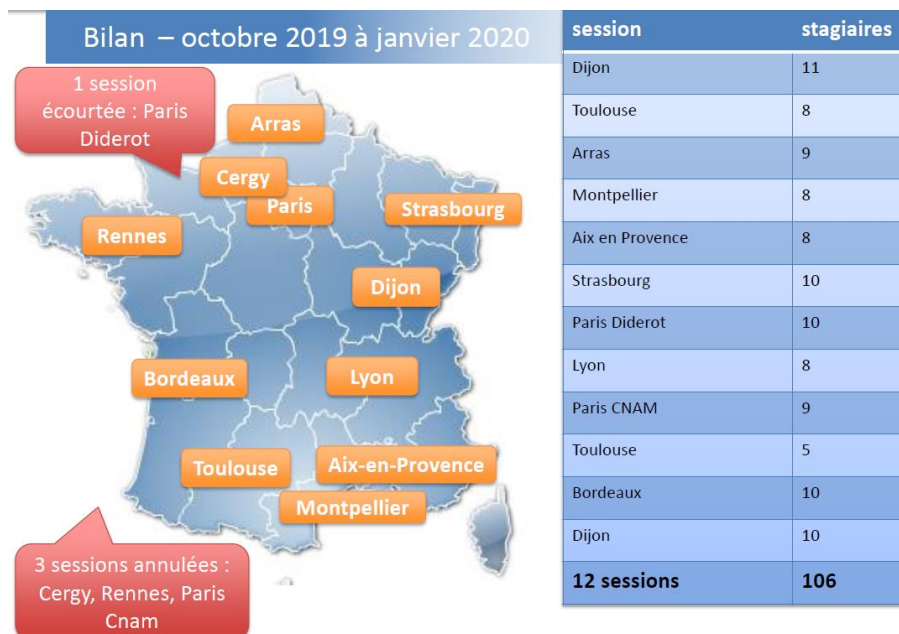 Bilan – octobre 2019 à janvier 2020
1 session
écourtée : Paris
Diderot
Arras
Cergy
Paris
Strasbourg
Rennes
Dijon
Bordeaux
Lyon
Toulouse
Aix-en-Provence
Montpellier
3 sessions annulées :
Cergy, Rennes, Paris
Cnam
session stagiaires
Dijon 11
Toulouse 8
Arras 9
Montpellier 8
Aix en Provence 8
Strasbourg 10
Paris Diderot 10
Lyon 8
Paris CNAM 9
Toulouse 5
Bordeaux 10
Dijon 10
12 sessions 106